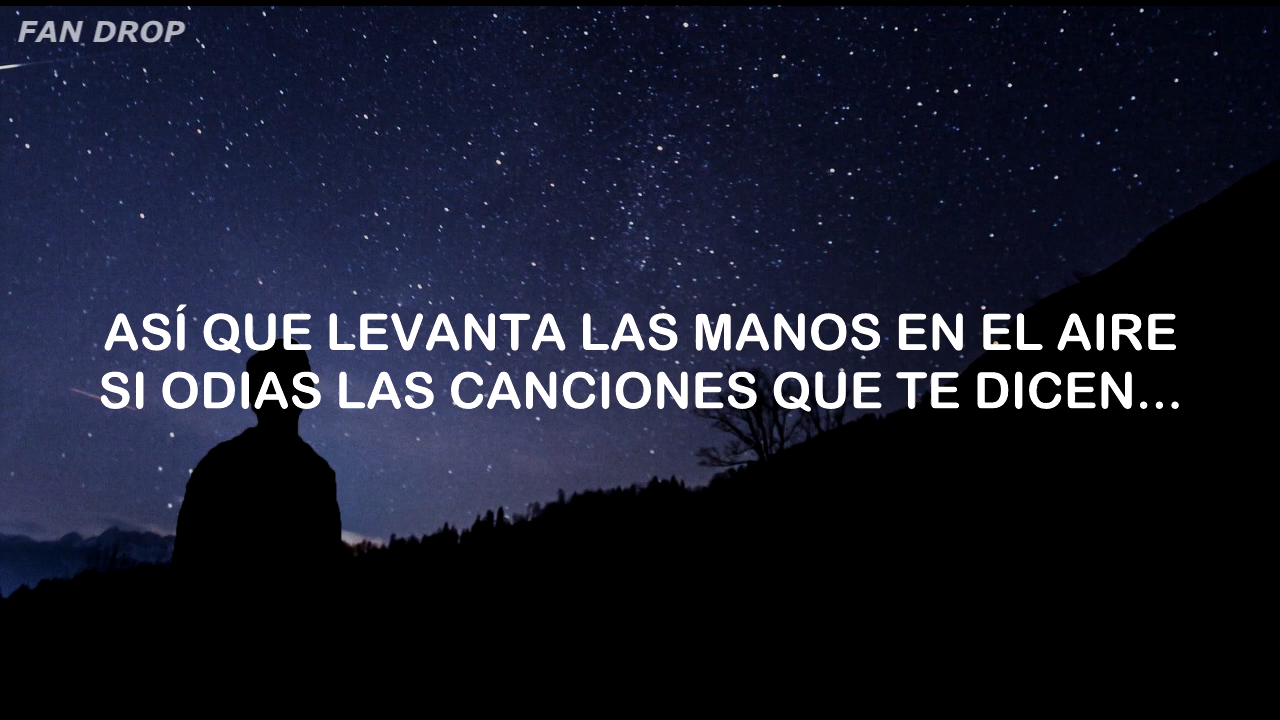 FAN DROP
ASÍ QUE LEVANTA LAS MANOS EN EL AIRE
SI ODIAS LAS CANCIONES QUE TE DICEN...